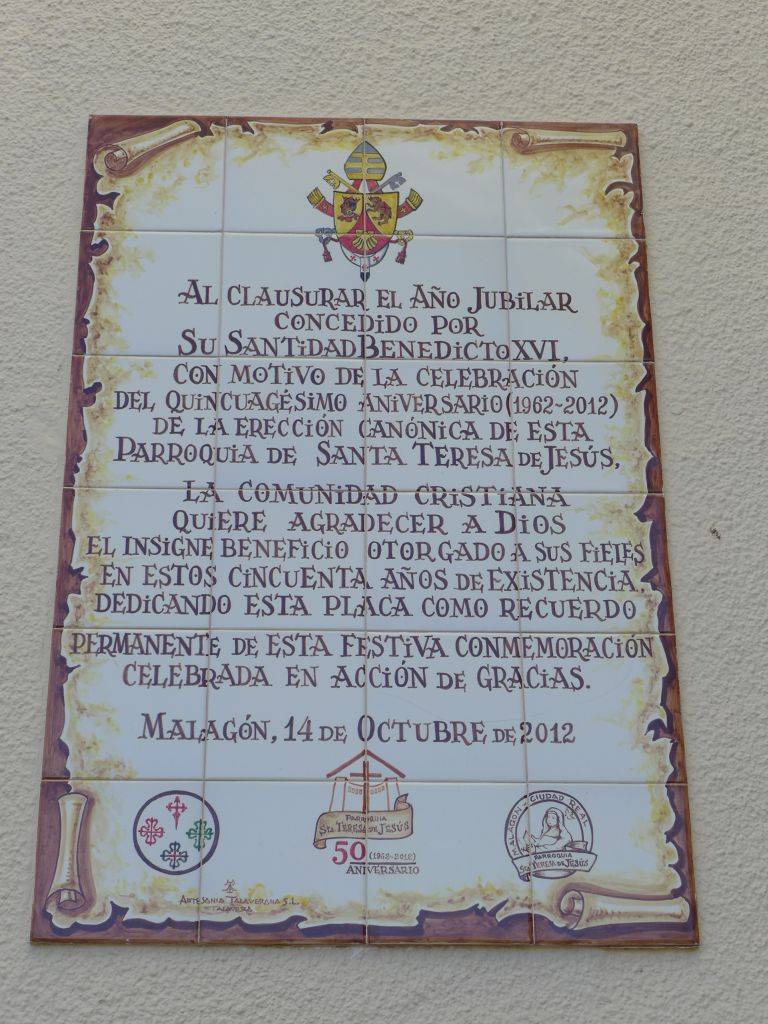 AL CLAUSURAR EL AÑO JUBILAR
CONCEDIDO POR
SU SANTIDAD BENEDICTO XVI,
CON MOTIVO DE LA CELEBRACIÓN
DEL QUINCUAGÉSIMO ANIVERSARIO (1962-2012)
DE LA ERECCIÓN CANÓNICA DE ESTA
PARROQUIA DE SANTA TERESA DE JESÚS,
LA COMUNIDAD CRISTIANA
QUIERE AGRADECER A DIOS
EL INSIGNE BENEFICIO OTORGADO A SUS FIELES
EN ESTOS CINCUENTA AÑOS DE EXISTENCIA,
DEDICANDO ESTA PLACA COMO RECUERDO
PERMANENTE DE ESTA FESTIVA CONMEMORACIÓN
CELEBRADA EN ACCIÓN DE GRACIAS.
MALAGÓN, 14 DE OCTUBRE DE 2012
PARROQUIA
STA TERESA DE JESÚS
50 (1962-2012)
ANIVERSARIO
MALAGÓN - CIUDAD REAL
PARROQUIA
STA TERESA DE JESÚS
ARTESANIA TALAVERANA S.L.
TALAVERA